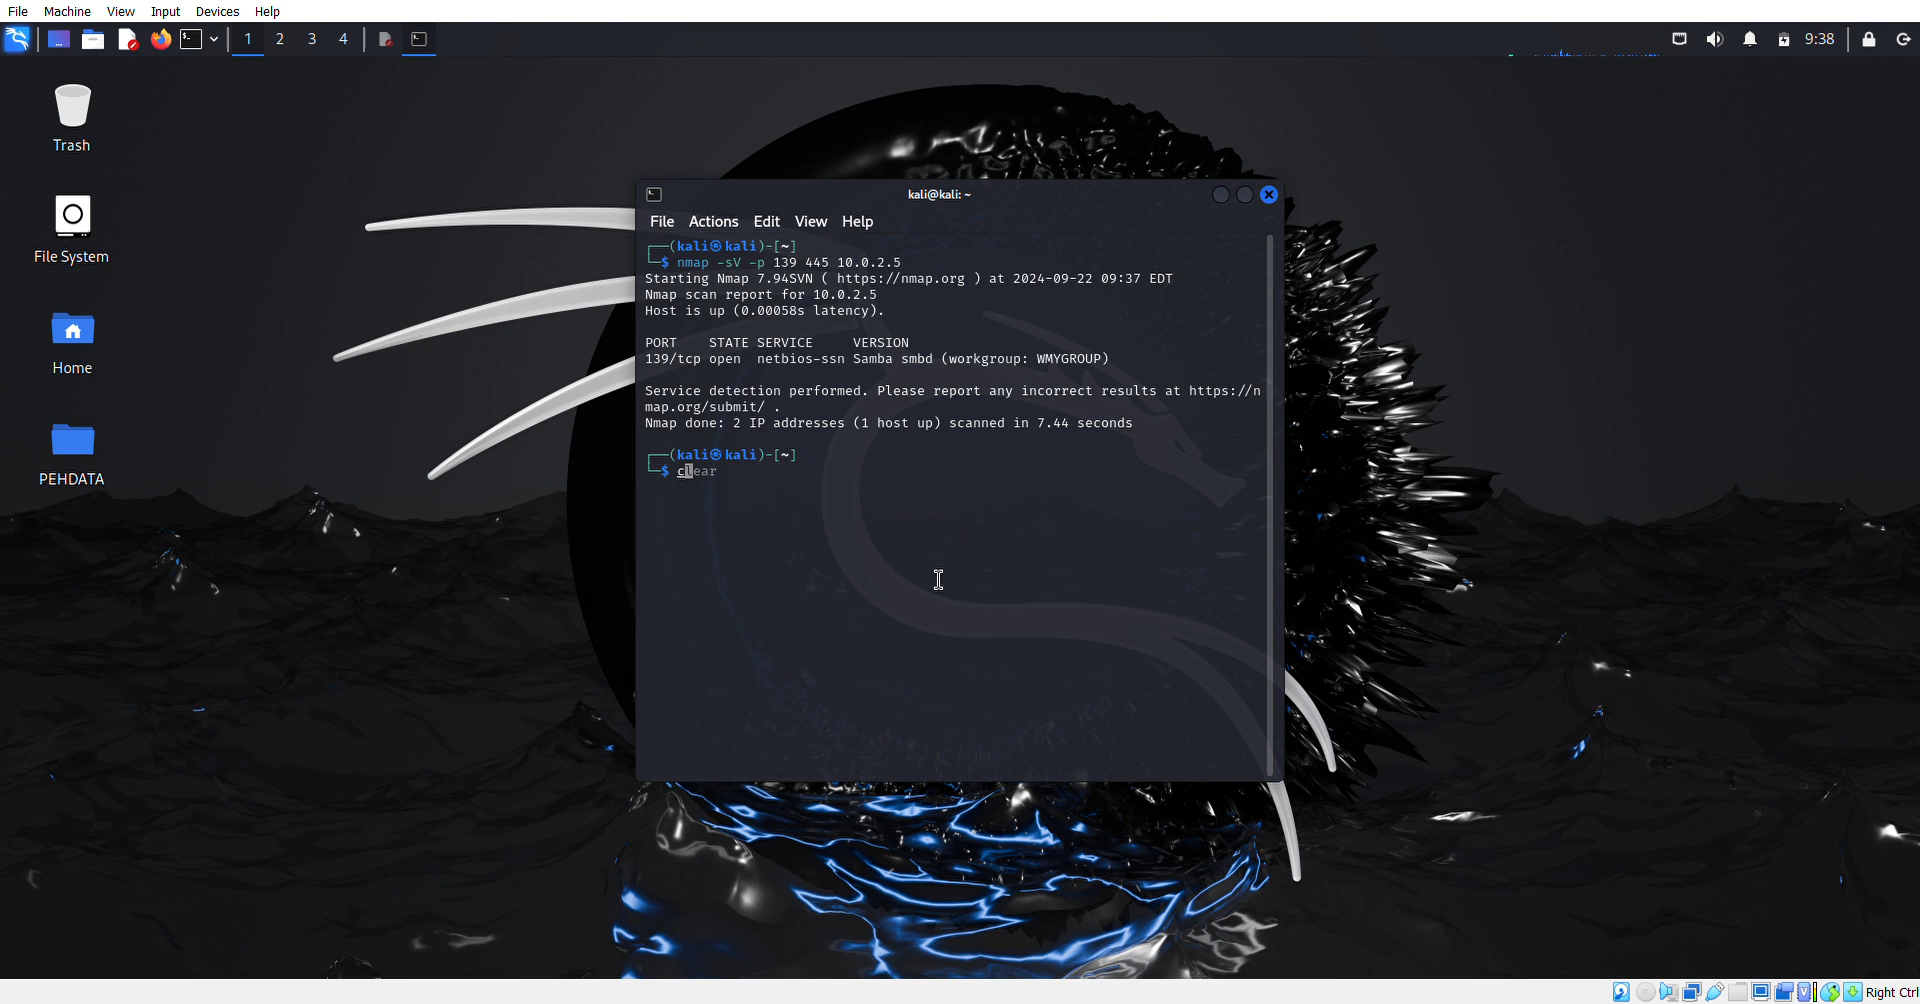 File Machine View Input Devices Help
1 2 3 4 9:38
Trash
File System
Home
PEHDATA
kali@kali: ~
File Actions Edit View Help
┌──(kali㉿kali)-[~]
└─$ nmap -sV -p 139 445 10.0.2.5
Starting Nmap 7.94SVN ( https://nmap.org ) at 2024-09-22 09:37 EDT
Nmap scan report for 10.0.2.5
Host is up (0.00058s latency).
PORT STATE SERVICE VERSION
139/tcp open netbios-ssn Samba smbd (workgroup: WMYGROUP)
Service detection performed. Please report any incorrect results at https://n
map.org/submit/ .
Nmap done: 2 IP addresses (1 host up) scanned in 7.44 seconds
┌──(kali㉿kali)-[~]
└─$ clear
Right Ctrl